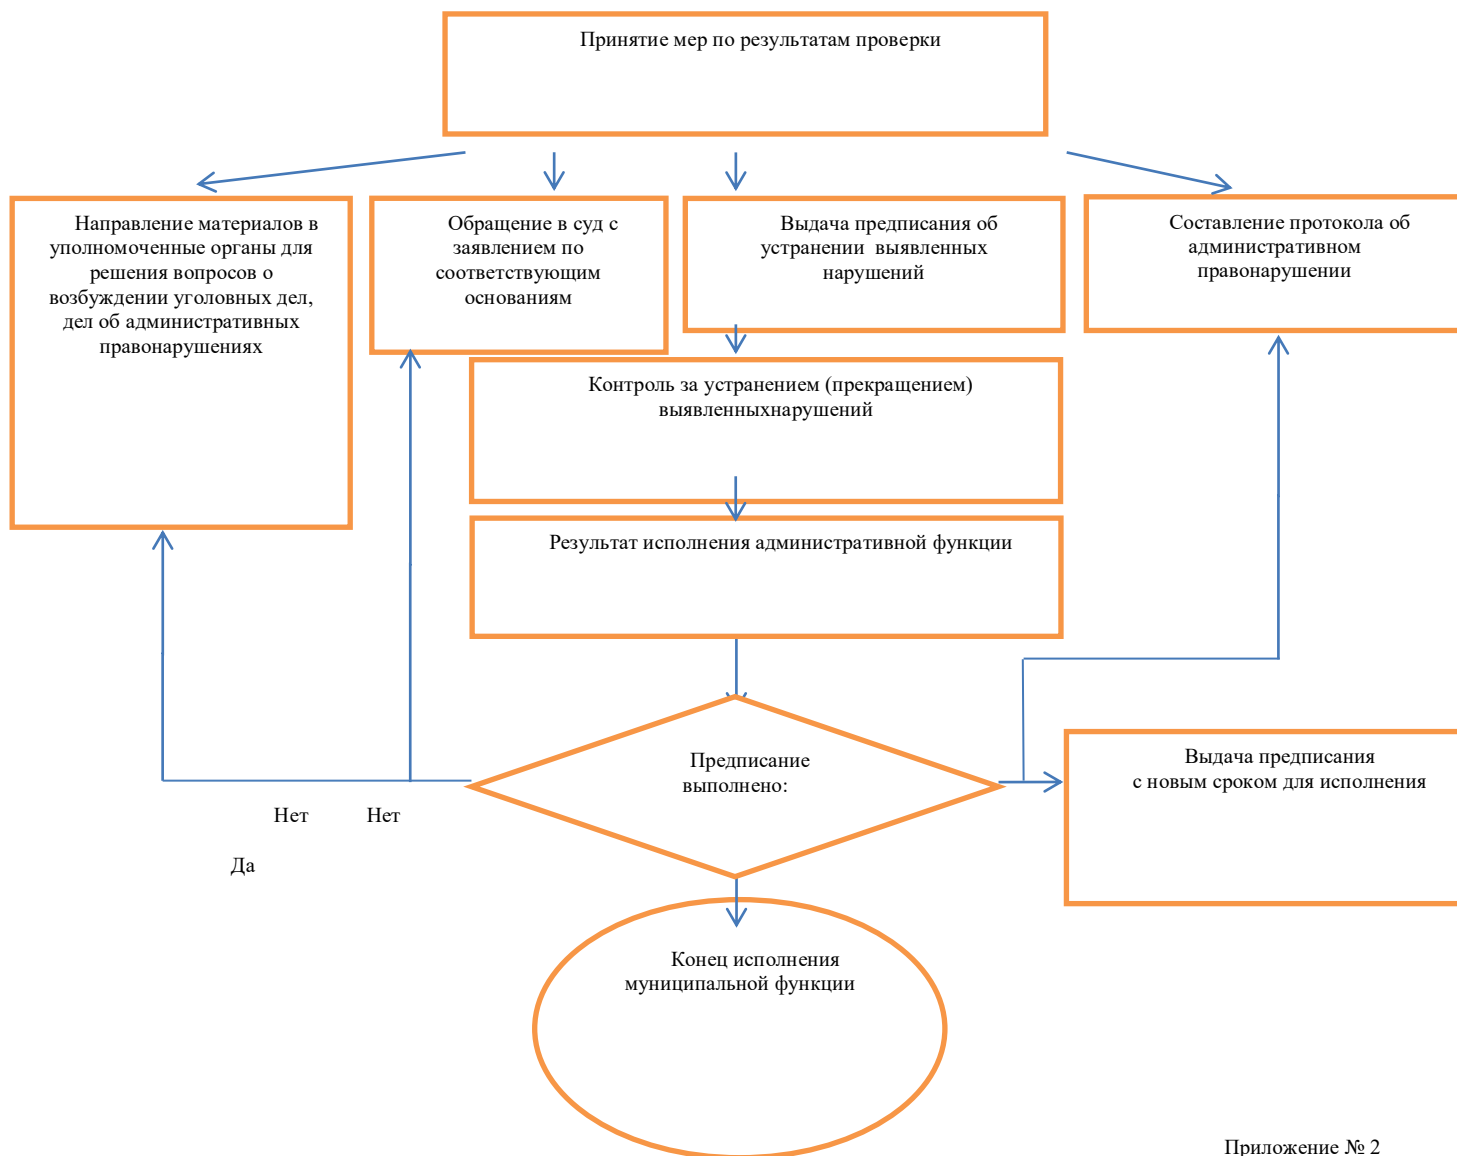 Принятие мер по результатам проверки
Направление материалов в
уполномоченные органы для
решения вопросов о
возбуждении уголовных дел,
дел об административных
правонарушениях
Обращение в суд с
заявлением по
соответствующим
основаниям
Выдача предписания об
устранении выявленных
нарушений
Составление протокола об
административном
правонарушении
Контроль за устранением (прекращением)
выявленныхнарушений
Результат исполнения административной функции
Предписание
выполнено:
Выдача предписания
с новым сроком для исполнения
Нет Нет
Да
Конец исполнения
муниципальной функции
Приложение № 2